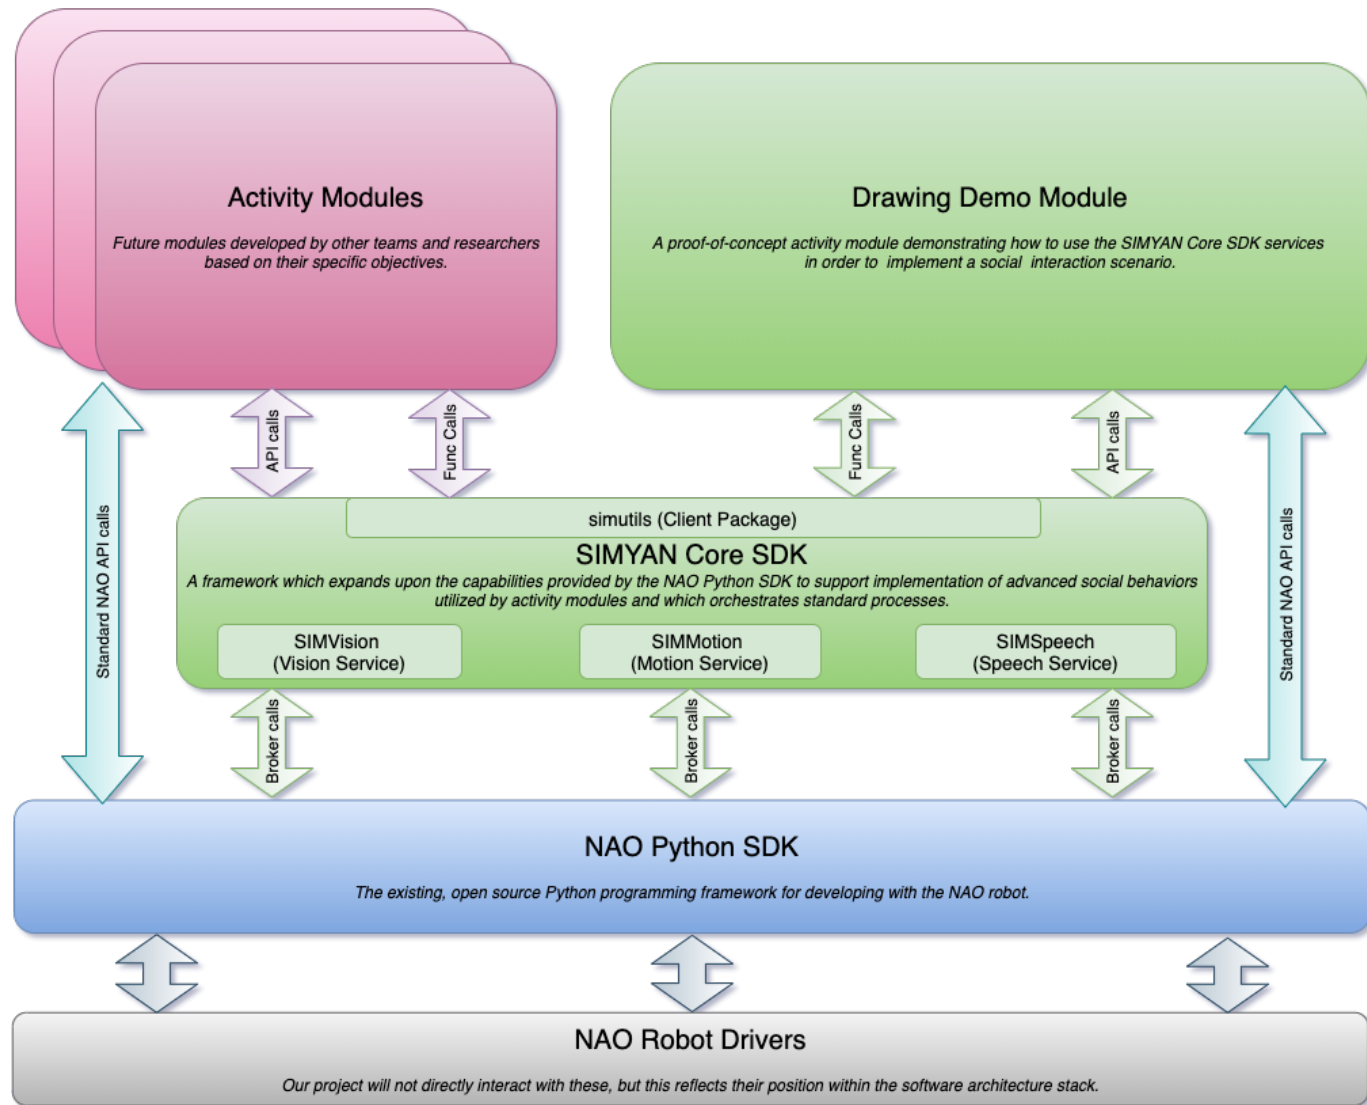 Activity Modules
Future modules developed by other teams and researchers
based on their specific objectives.
Drawing Demo Module
A proof-of-concept activity module demonstrating how to use the SIMYAN Core SDK services
in order to implement a social interaction scenario.
API calls
Func Calls
Func Calls
API calls
Standard NAO API calls
Standard NAO API calls
simutils (Client Package)
SIMYAN Core SDK
A framework which expands upon the capabilities provided by the NAO Python SDK to support implementation of advanced social behaviors
utilized by activity modules and which orchestrates standard processes.
SIMVision
(Vision Service)
SIMMotion
(Motion Service)
SIMSpeech
(Speech Service)
Broker calls
Broker calls
Broker calls
NAO Python SDK
The existing, open source Python programming framework for developing with the NAO robot.
NAO Robot Drivers
Our project will not directly interact with these, but this reflects their position within the software architecture stack.